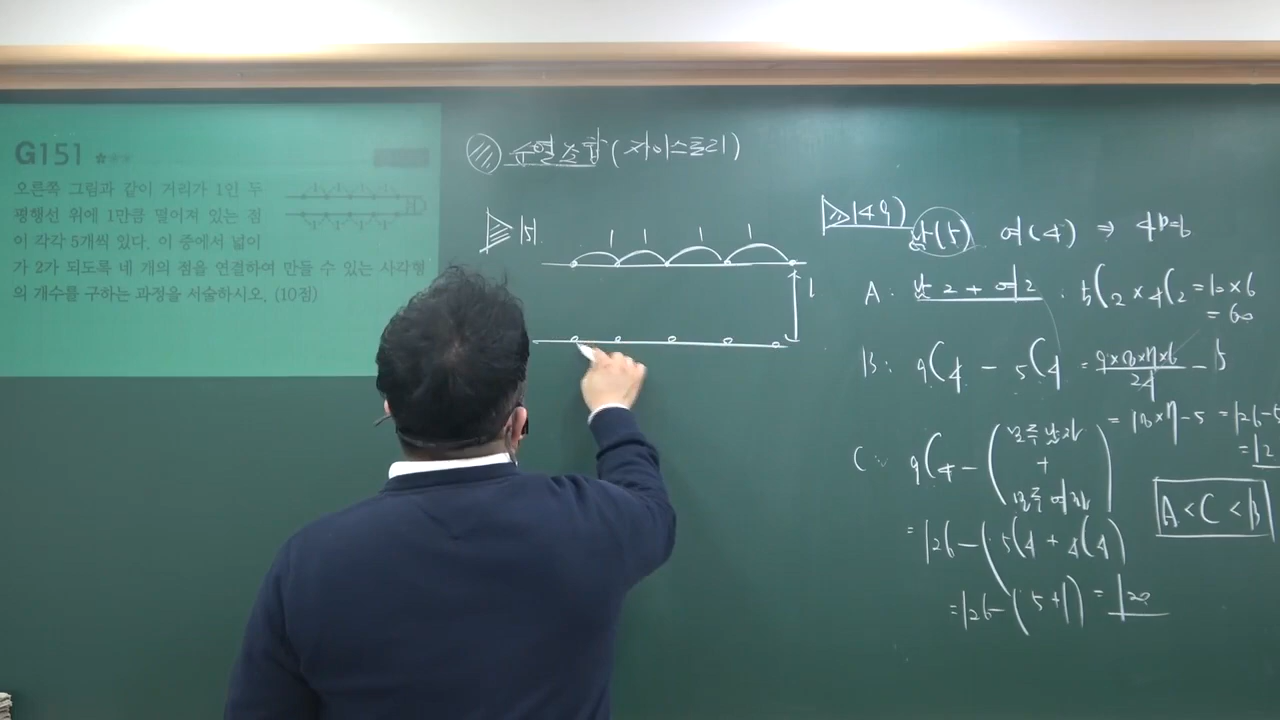 G151
오른쪽 그림과 같이 거리가 1인 두
평행선 위에 1만큼 떨어져 있는 점
이 각각 5개씩 있다. 이 중에서 넓이
가 2가 되도록 네 개의 점을 연결하여 만들 수 있는 사각형
의 개수를 구하는 과정을 서술하시오. (10점)
순열조합(자이스토리)
151.
1 1 1 1
1
149)
남(5) 여(4) ⇒ 4P=6
A: 남2+여2 : 5C2×4C2=10×6
=60
B: 9C4 - 5C4 = 9×8×7×6/24 - 5
= 18×7-5 =126-5
=12
C: 9C4-(모두 남자
+
모두 여자)
=126-(5C4+4C4)
=126-(5+1)=120
A<C<B